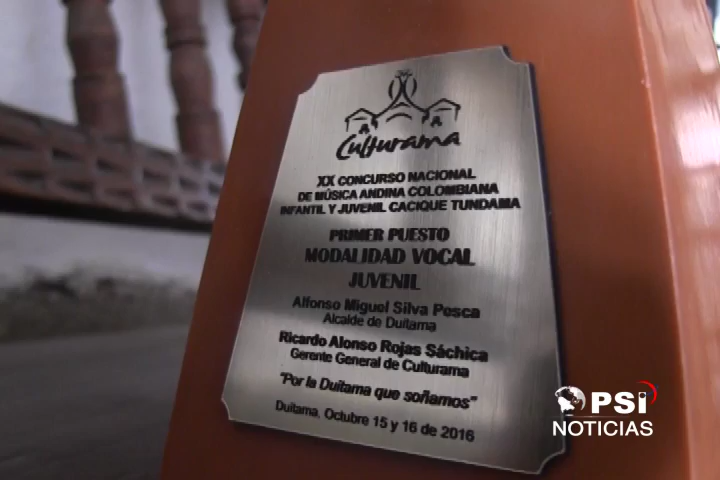 Culturama
XX CONCURSO NACIONAL
DE MÚSICA ANDINA COLOMBIANA
INFANTIL Y JUVENIL CACIQUE TUNDAMA
PRIMER PUESTO
MODALIDAD VOCAL
JUVENIL
Alfonso Miguel Silva Pesca
Alcalde de Duitama
Ricardo Alonso Rojas Sáchica
Gerente General de Culturama
"Por la Duitama que soñamos"
Duitama, Octubre 15 y 16 de 2016
PSi
NOTICIAS